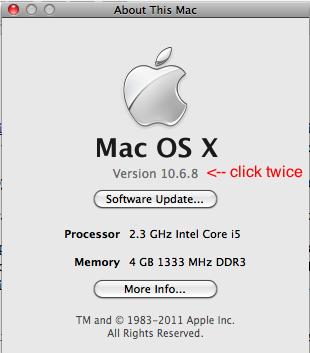 About This Mac
Mac OS X
Version 10.6.8 <-- click twice
Software Update...
Processor 2.3 GHz Intel Core i5
Memory 4 GB 1333 MHz DDR3
More Info...
TM and © 1983-2011 Apple Inc.
All Rights Reserved.